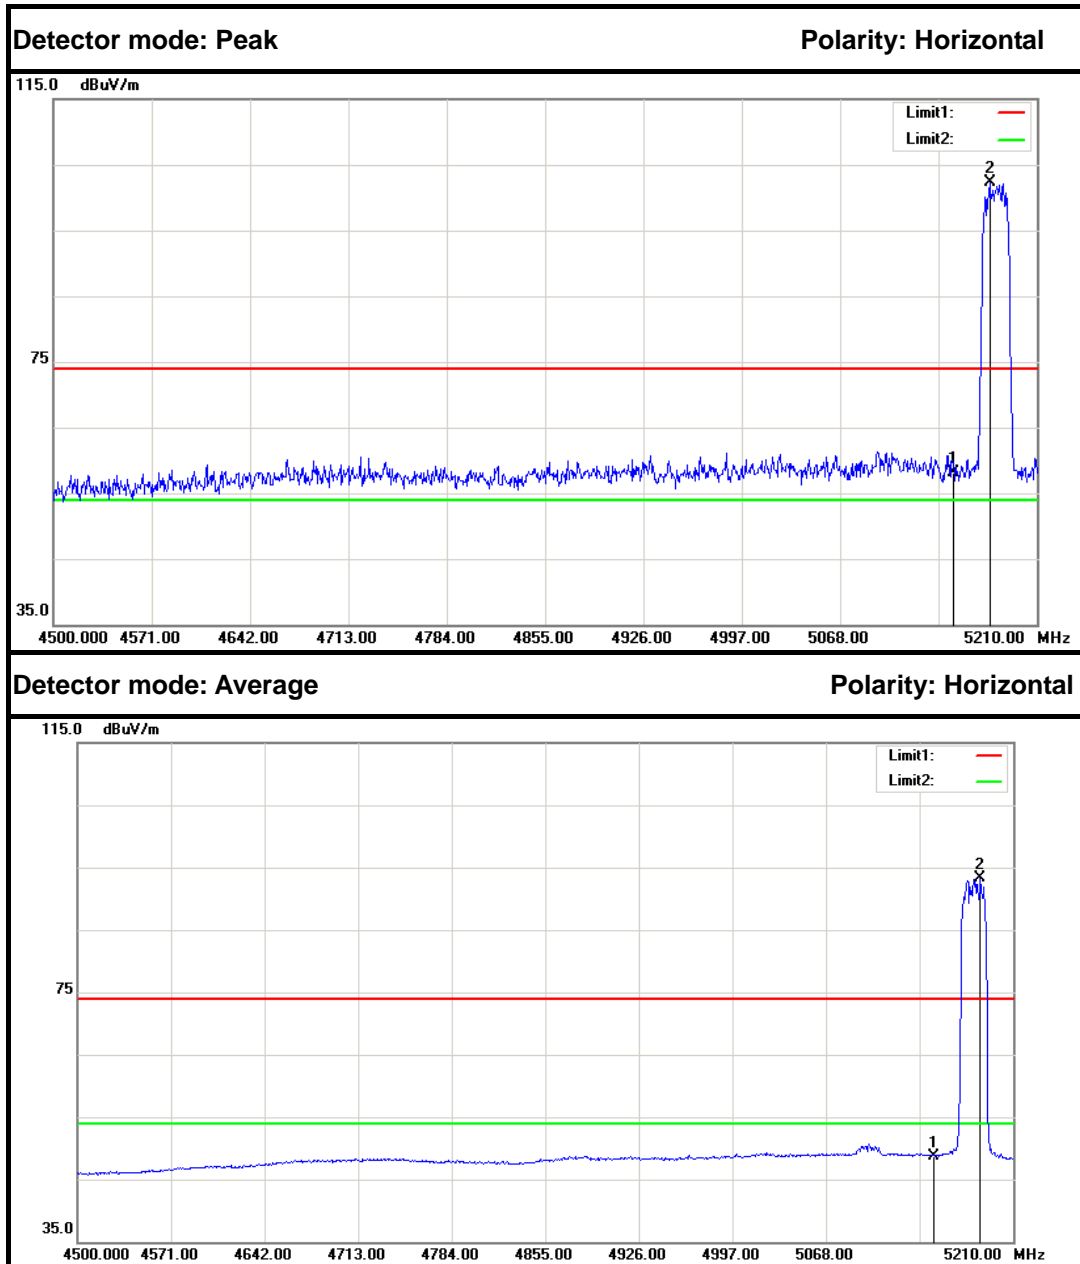 Detector mode: Peak Polarity: Horizontal
115.0 dBuV/m
Limit1:
Limit2:
2
75
1
35.0
4500.000 4571.00 4642.00 4713.00 4784.00 4855.00 4926.00 4997.00 5068.00 5210.00 MHz
Detector mode: Average Polarity: Horizontal
115.0 dBuV/m
Limit1:
Limit2:
2
75
1
35.0
4500.000 4571.00 4642.00 4713.00 4784.00 4855.00 4926.00 4997.00 5068.00 5210.00 MHz